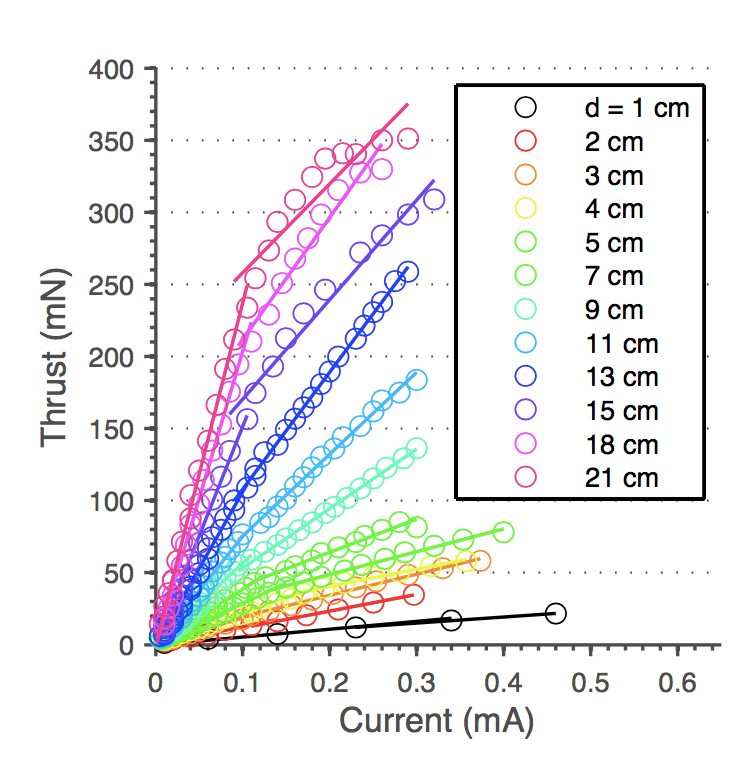 400
350
300
250
200
150
100
50
0
Thrust (mN)
0
0.1
0.2
0.3
0.4
0.5
0.6
Current (mA)
d = 1 cm
2 cm
3 cm
4 cm
5 cm
7 cm
9 cm
11 cm
13 cm
15 cm
18 cm
21 cm